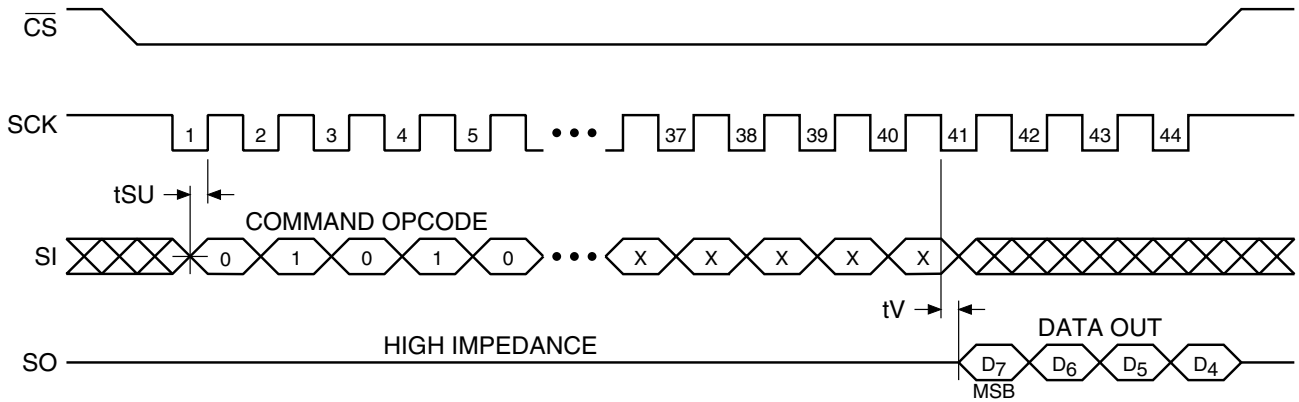 CS
SCK 1 2 3 4 5 ••• 37 38 39 40 41 42 43 44
tSU
COMMAND OPCODE
SI 0 1 0 1 0 ••• X X X X X
tV
HIGH IMPEDANCE
DATA OUT
SO D7 D6 D5 D4
MSB